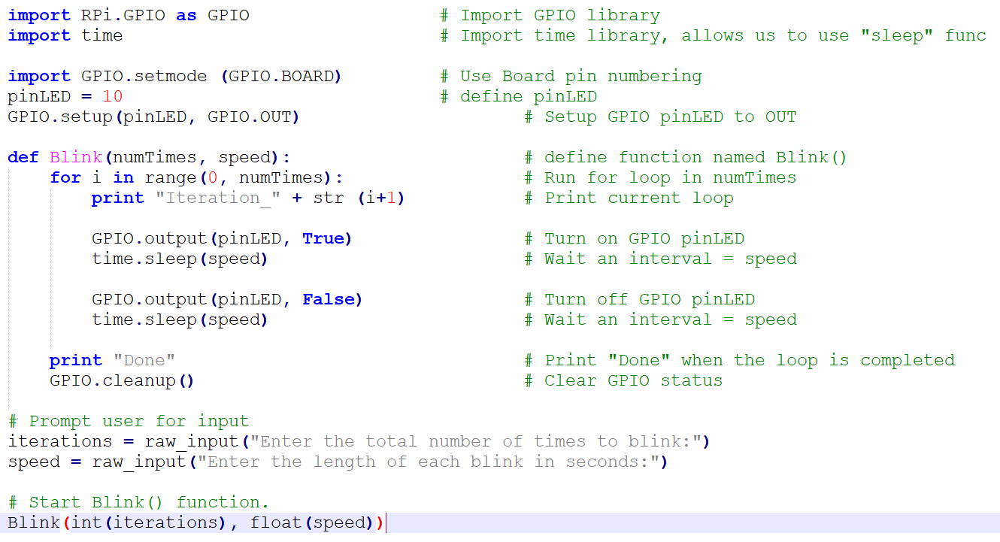 import RPi.GPIO as GPIO                  # Import GPIO library
import time                              # Import time library, allows us to use "sleep" func

import GPIO.setmode (GPIO.BOARD)         # Use Board pin numbering
pinLED = 10                              # define pinLED
GPIO.setup(pinLED, GPIO.OUT)                     # Setup GPIO pinLED to OUT

def Blink(numTimes, speed):                      # define function named Blink()
    for i in range(0, numTimes):                 # Run for loop in numTimes
        print "Iteration_" + str (i+1)           # Print current loop

        GPIO.output(pinLED, True)                # Turn on GPIO pinLED
        time.sleep(speed)                        # Wait an interval = speed

        GPIO.output(pinLED, False)               # Turn off GPIO pinLED
        time.sleep(speed)                        # Wait an interval = speed

    print "Done"                                 # Print "Done" when the loop is completed
    GPIO.cleanup()                               # Clear GPIO status

# Prompt user for input
iterations = raw_input("Enter the total number of times to blink:")
speed = raw_input("Enter the length of each blink in seconds:")

# Start Blink() function.
Blink(int(iterations), float(speed))